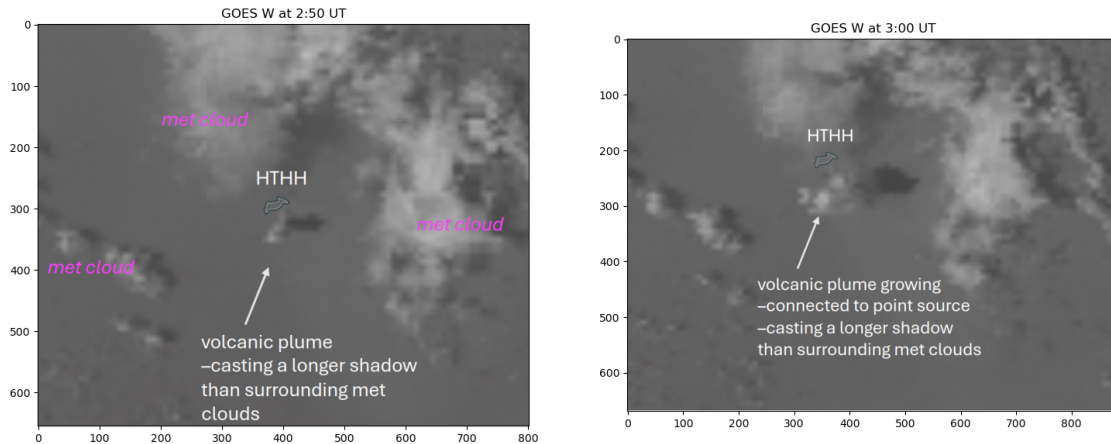 GOES W at 2:50 UT
0
100
200
300
400
500
600
0 100 200 300 400 500 600 700 800
met cloud
HTHH
met cloud
met cloud
volcanic plume
–casting a longer shadow
than surrounding met
clouds
GOES W at 3:00 UT
0
100
200
300
400
500
600
0 100 200 300 400 500 600 700 800
HTHH
volcanic plume growing
–connected to point source
–casting a longer shadow
than surrounding met clouds